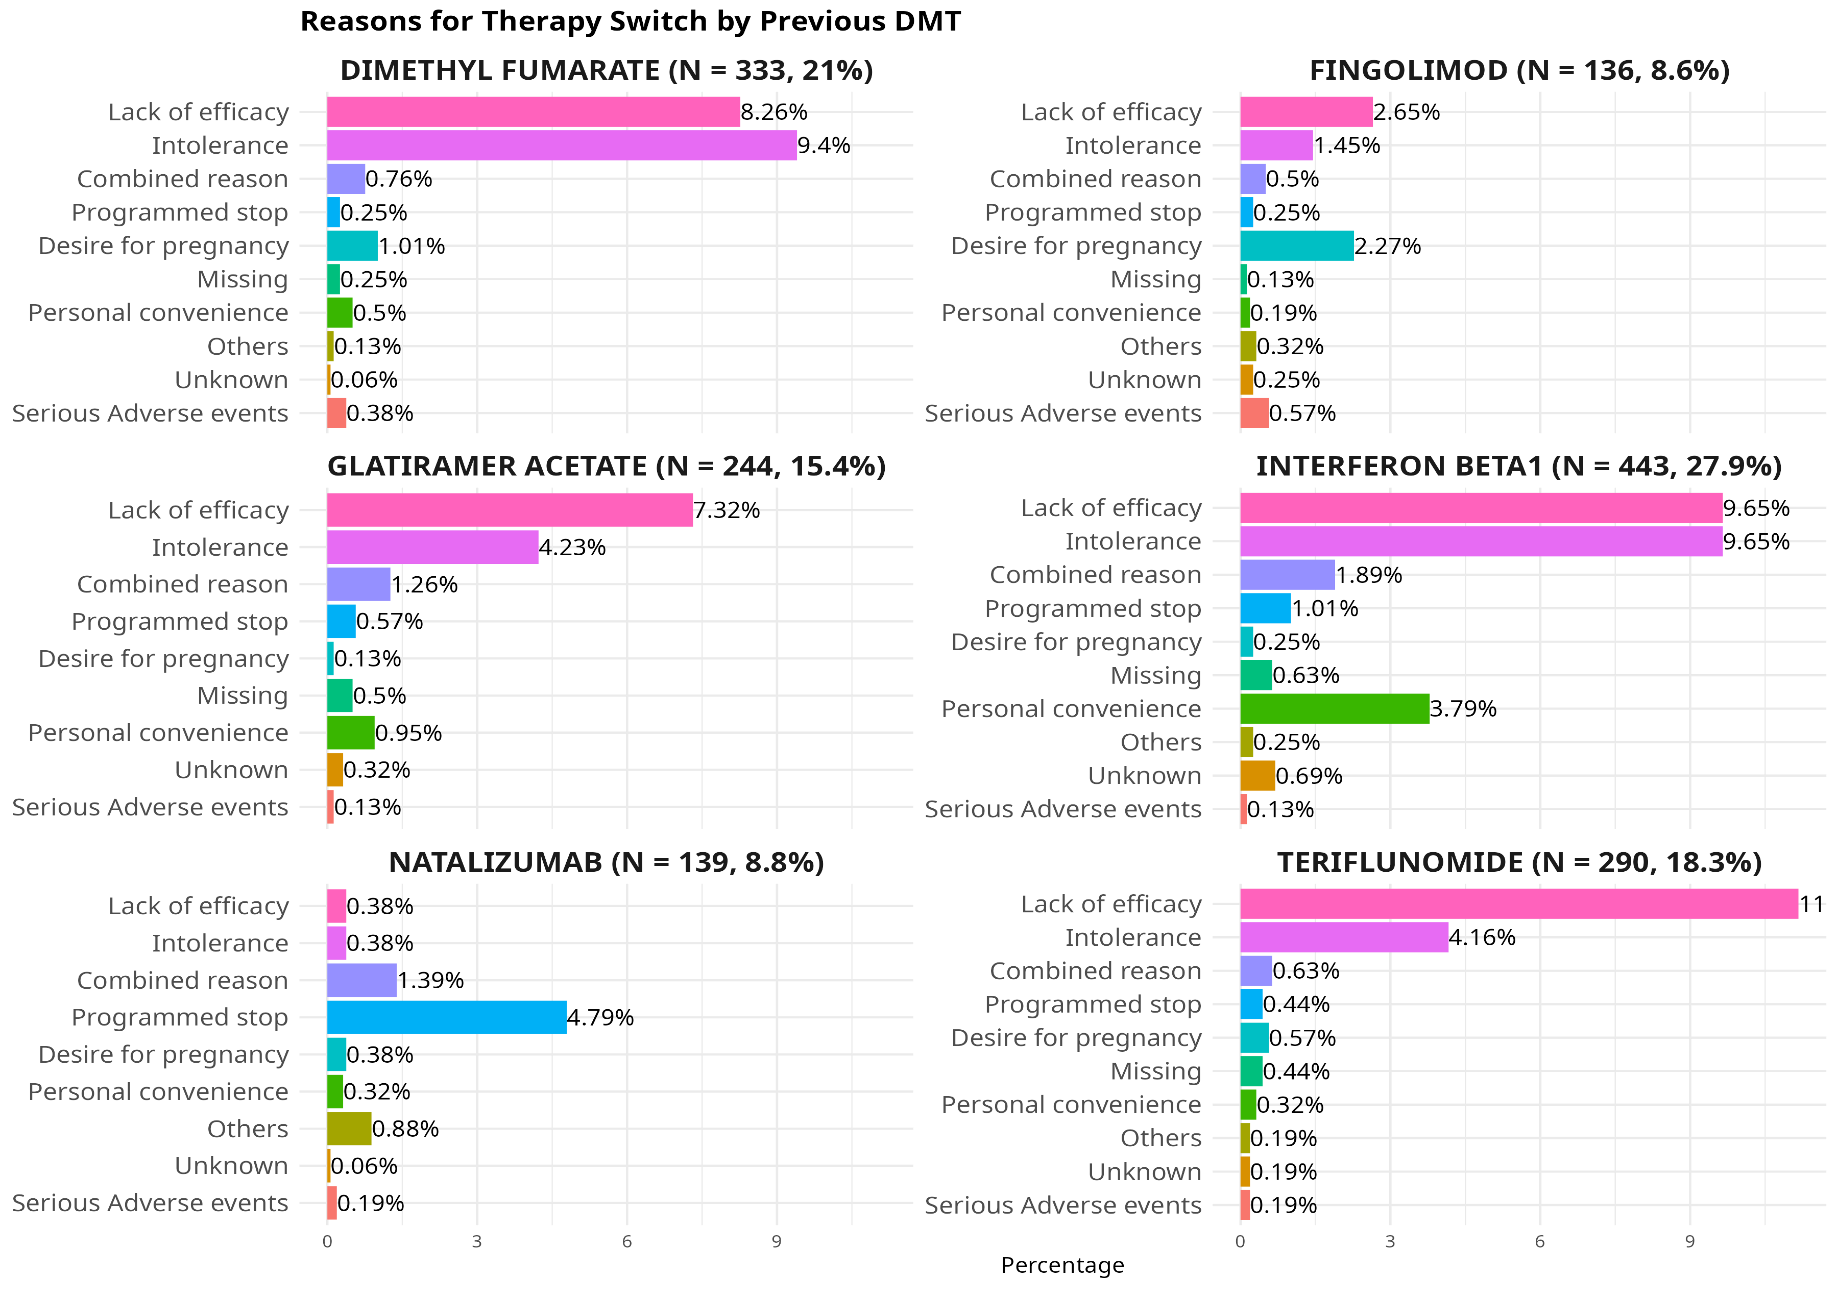 Reasons for Therapy Switch by Previous DMT
DIMETHYL FUMARATE (N = 333, 21%)
Lack of efficacy 8.26%
Intolerance 9.4%
Combined reason 0.76%
Programmed stop 0.25%
Desire for pregnancy 1.01%
Missing 0.25%
Personal convenience 0.5%
Others 0.13%
Unknown 0.06%
Serious Adverse events 0.38%
FINGOLIMOD (N = 136, 8.6%)
Lack of efficacy 2.65%
Intolerance 1.45%
Combined reason 0.5%
Programmed stop 0.25%
Desire for pregnancy 2.27%
Missing 0.13%
Personal convenience 0.19%
Others 0.32%
Unknown 0.25%
Serious Adverse events 0.57%
GLATIRAMER ACETATE (N = 244, 15.4%)
Lack of efficacy 7.32%
Intolerance 4.23%
Combined reason 1.26%
Programmed stop 0.57%
Desire for pregnancy 0.13%
Missing 0.5%
Personal convenience 0.95%
Unknown 0.32%
Serious Adverse events 0.13%
INTERFERON BETA1 (N = 443, 27.9%)
Lack of efficacy 9.65%
Intolerance 9.65%
Combined reason 1.89%
Programmed stop 1.01%
Desire for pregnancy 0.25%
Missing 0.63%
Personal convenience 3.79%
Others 0.25%
Unknown 0.69%
Serious Adverse events 0.13%
NATALIZUMAB (N = 139, 8.8%)
Lack of efficacy 0.38%
Intolerance 0.38%
Combined reason 1.39%
Programmed stop 4.79%
Desire for pregnancy 0.38%
Personal convenience 0.32%
Others 0.88%
Unknown 0.06%
Serious Adverse events 0.19%
0 3 6 9
TERIFLUNOMIDE (N = 290, 18.3%)
Lack of efficacy 11
Intolerance 4.16%
Combined reason 0.63%
Programmed stop 0.44%
Desire for pregnancy 0.57%
Missing 0.44%
Personal convenience 0.32%
Others 0.19%
Unknown 0.19%
Serious Adverse events 0.19%
0 3 6 9
Percentage